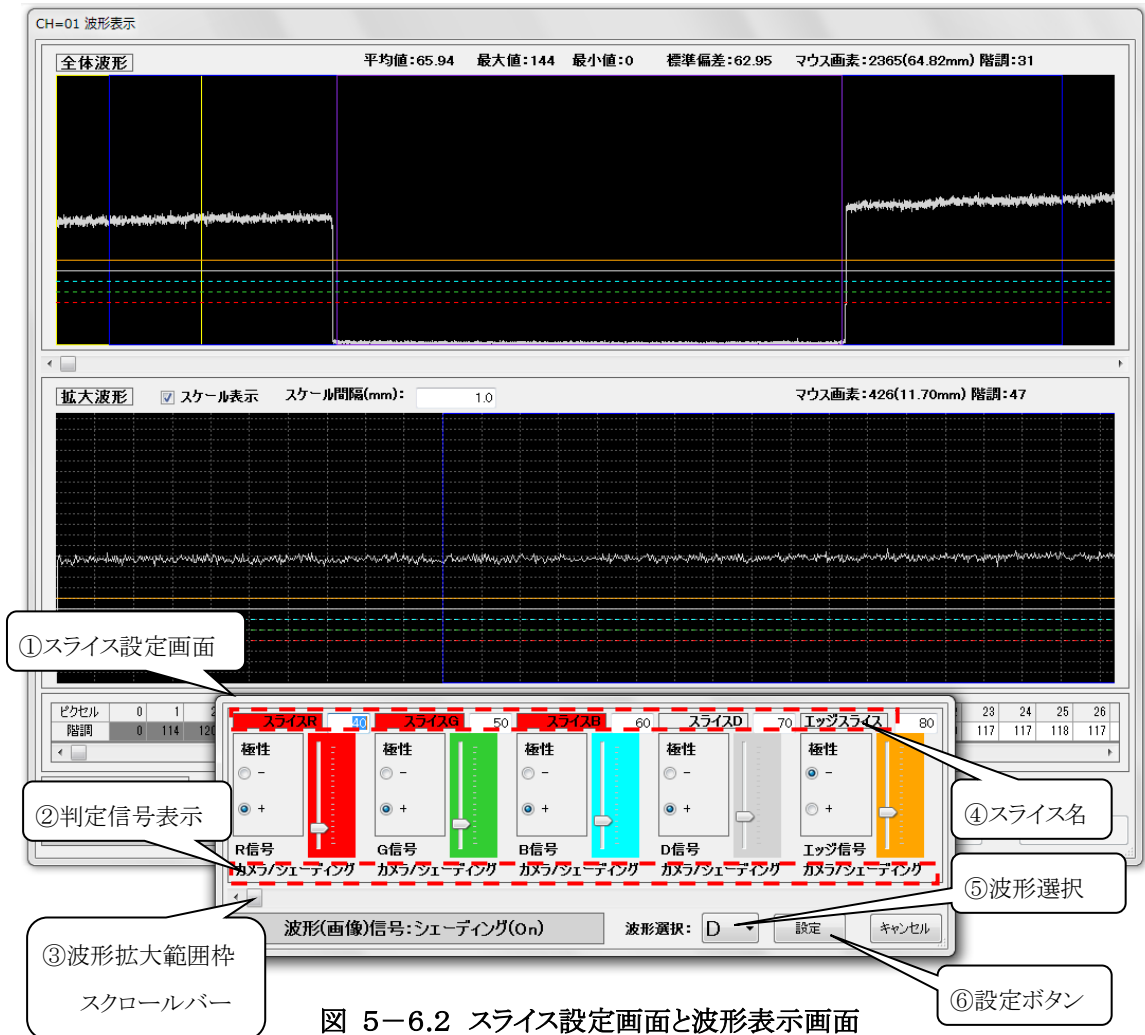 CH=01 波形表示
全体波形 平均値:65.94 最大値:144 最小値:0 標準偏差:62.95 マウス画素:2365(64.82mm) 階調:31
拡大波形 スケール表示 スケール間隔(mm): 1.0 マウス画素:426(11.70mm) 階調:47
①スライス設定画面
ピクセル 0 1 2 23 24 25 26
階調 0 114 120 117 117 118 117
スライスR 40 スライスG 50 スライスB 60 スライスD 70 エッジスライス 80
極性 極性 極性 極性 極性
- - - - -
+ + + + +
②判定信号表示
④スライス名
R信号 G信号 B信号 D信号 エッジ信号
カメラ/シェーディング カメラ/シェーディング カメラ/シェーディング カメラ/シェーディング カメラ/シェーディング
⑤波形選択
波形(画像)信号:シェーディング(On) 波形選択: D 設定 キャンセル
③波形拡大範囲枠
スクロールバー
⑥設定ボタン
図 5-6.2 スライス設定画面と波形表示画面